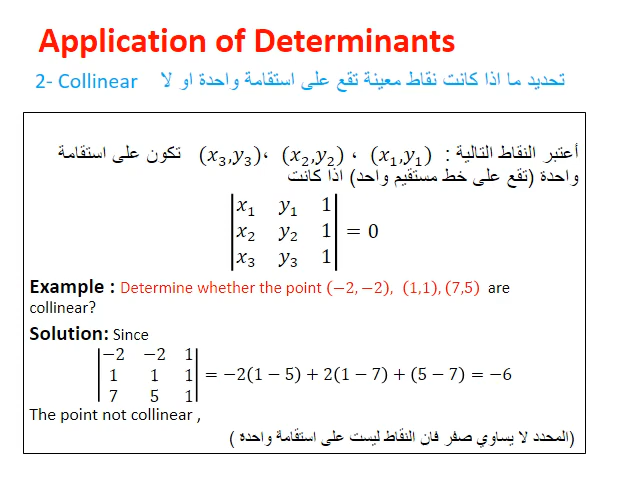 Application of Determinants
2- Collinear تحديد ما اذا كانت نقاط معينة تقع على استقامة واحدة او لا
أعتبر النقاط التالية : (x₁,y₁) ، (x₂,y₂) ،(x₃,y₃) تكون على استقامة
واحدة (تقع على خط مستقيم واحد) اذا كانت
|x₁ y₁ 1|
|x₂ y₂ 1| = 0
|x₃ y₃ 1|
Example : Determine whether the point (−2,−2), (1,1), (7,5) are
collinear?
Solution: Since
|−2 −2 1|
|1 1 1| = −2(1 − 5) + 2(1 − 7) + (5 − 7) = −6
|7 5 1|
The point not collinear ,
(المحدد لا يساوي صفر فان النقاط ليست على استقامة واحدة )